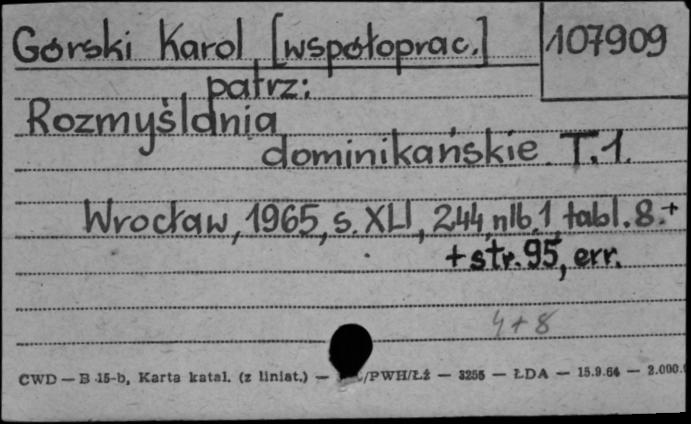 Górski Karol [współoprac.] 107909
patrz:
Rozmyślania
dominikańskie. T.1.
Wrocław, 1965, s. XLI, 244, nlb.1, tabl. 8.+
+ str. 95, err.
4+8
CWD — B 15-b, Karta katal. (z liniat.) — /PWH/Łż — 3255 — ŁDA — 15.9.64 — 2.000.